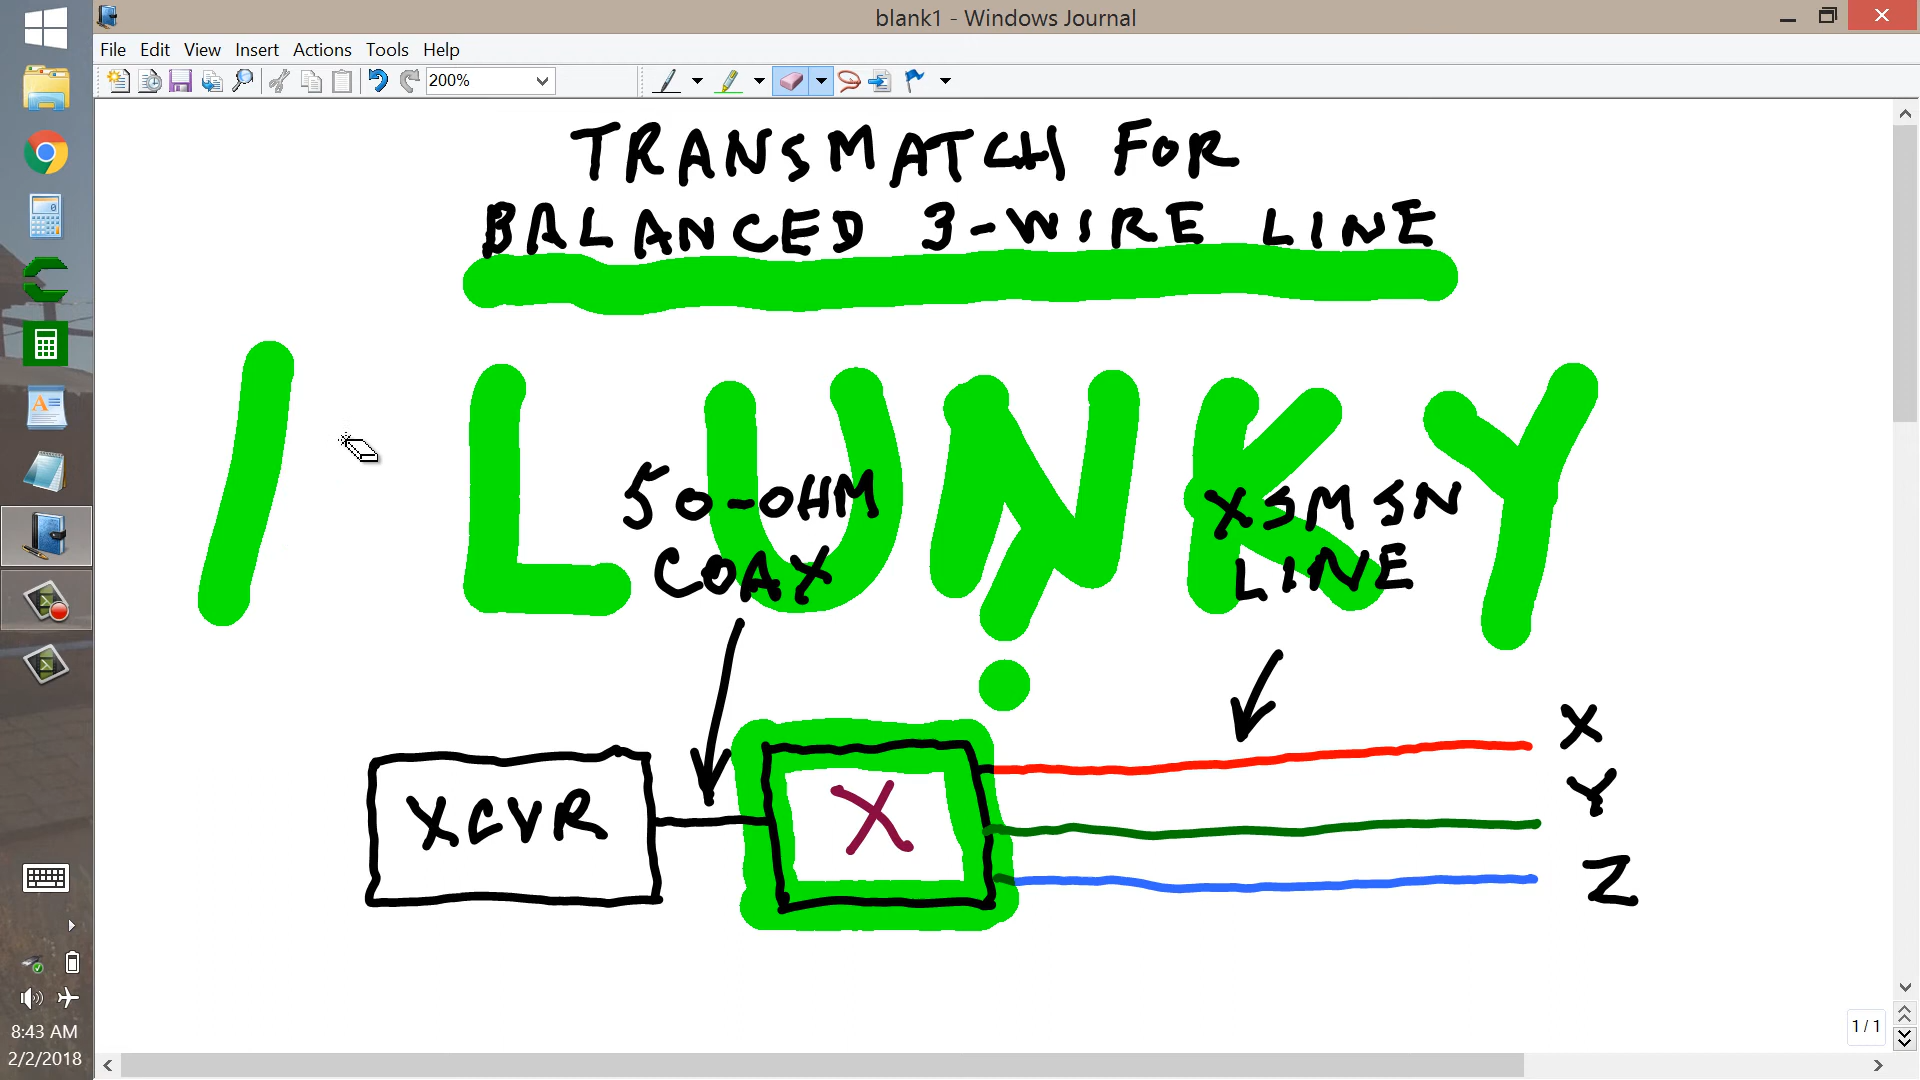 blank1 - Windows Journal
File Edit View Insert Actions Tools Help
200%
TRANSMATCH FOR
BALANCED 3-WIRE LINE
1 LUNKY
50-OHM
COAX
XSMSN
LINE
XCVR
X
X
Y
Z
1 / 1
8:43 AM
2/2/2018